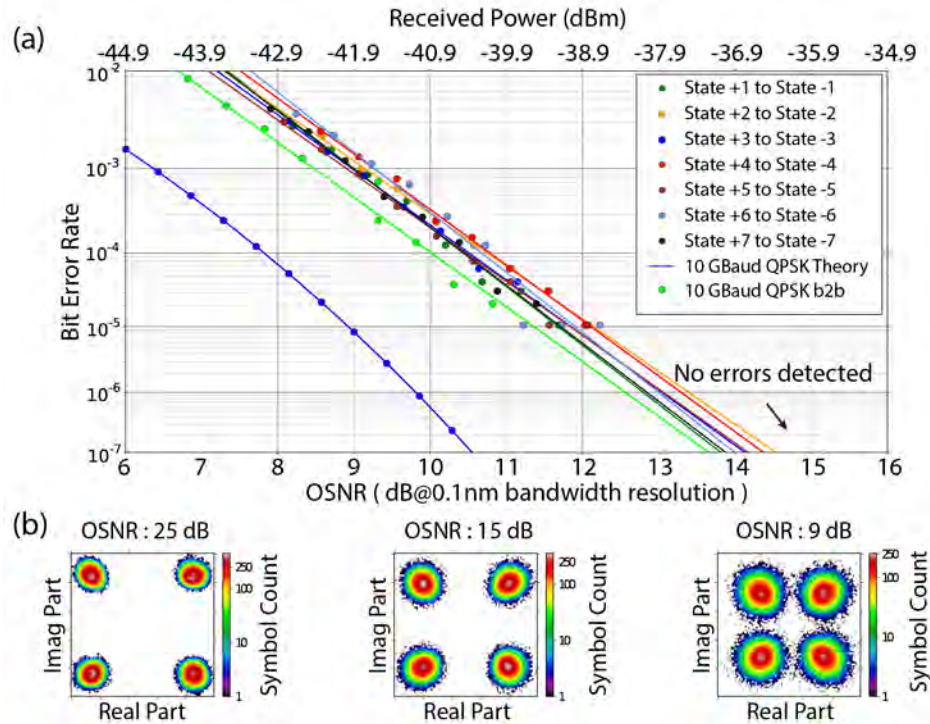 Received Power (dBm)
(a)
-44.9 -43.9 -42.9 -41.9 -40.9 -39.9 -38.9 -37.9 -36.9 -35.9 -34.9
10-2
10-3
10-4
10-5
10-6
10-7
Bit Error Rate
State +1 to State -1
State +2 to State -2
State +3 to State -3
State +4 to State -4
State +5 to State -5
State +6 to State -6
State +7 to State -7
10 GBaud QPSK Theory
10 GBaud QPSK b2b
No errors detected
6 7 8 9 10 11 12 13 14 15 16
OSNR ( dB@0.1nm bandwidth resolution )
(b)
OSNR : 25 dB
Imag Part
Real Part
250
100
10
1
Symbol Count
OSNR : 15 dB
Imag Part
Real Part
250
100
10
1
Symbol Count
OSNR : 9 dB
Imag Part
Real Part
250
100
10
1
Symbol Count